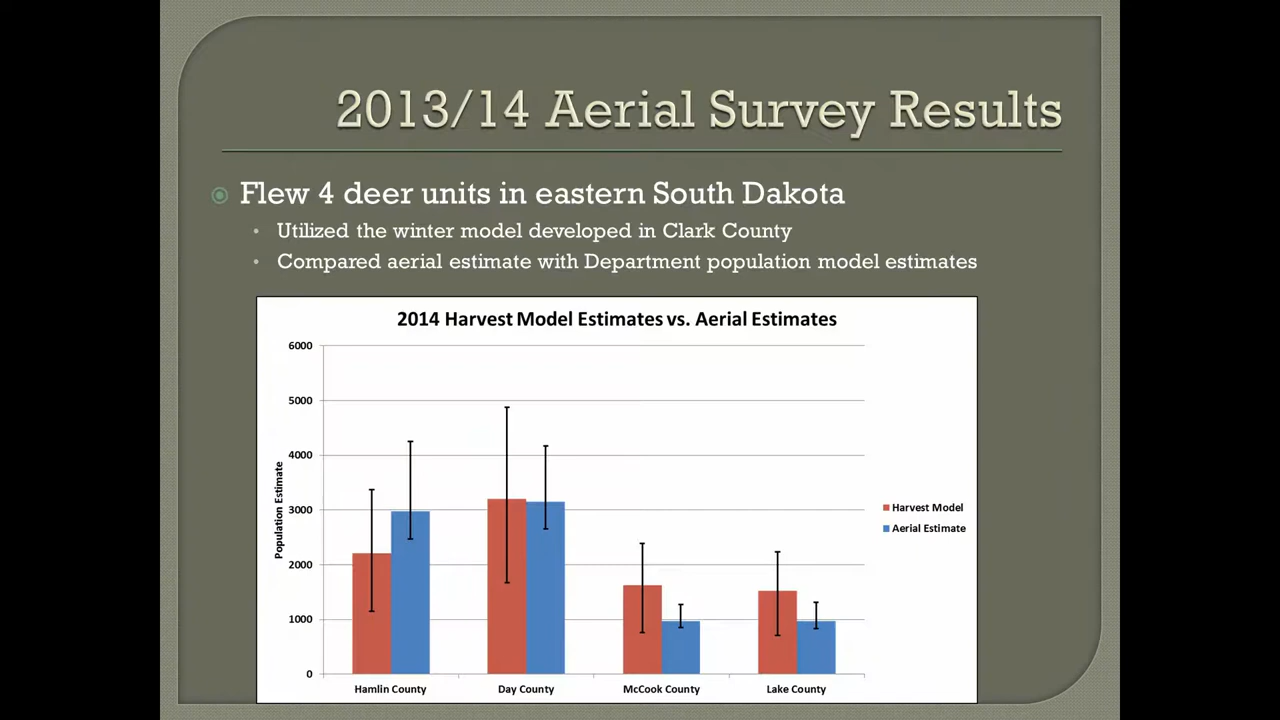 2013/14 Aerial Survey Results
Flew 4 deer units in eastern South Dakota
Utilized the winter model developed in Clark County
Compared aerial estimate with Department population model estimates
2014 Harvest Model Estimates vs. Aerial Estimates
6000
5000
4000
3000
2000
1000
0
Population Estimate
Harvest Model
Aerial Estimate
Hamlin County
Day County
McCook County
Lake County